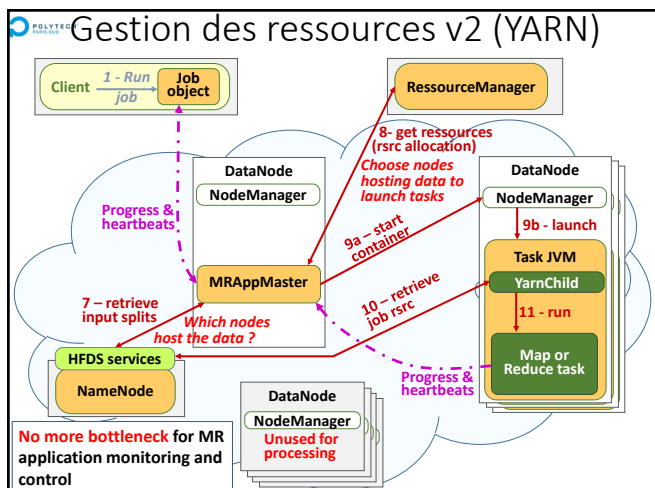 POLYTECH
PARIS-SUD
Gestion des ressources v2 (YARN)
Client
1 - Run
job
Job
object
RessourceManager
8- get ressources
(rsrc allocation)
Choose nodes
hosting data to
launch tasks
DataNode
NodeManager
DataNode
NodeManager
Progress &
heartbeats
9a – start
container
9b - launch
Task JVM
MRAppMaster
YarnChild
7 – retrieve
input splits
10 – retrieve
job rsrc
11 - run
Which nodes
host the data ?
HFDS services
Map or
Reduce task
NameNode
Progress &
heartbeats
DataNode
NodeManager
Unused for
processing
No more bottleneck for MR
application monitoring and
control